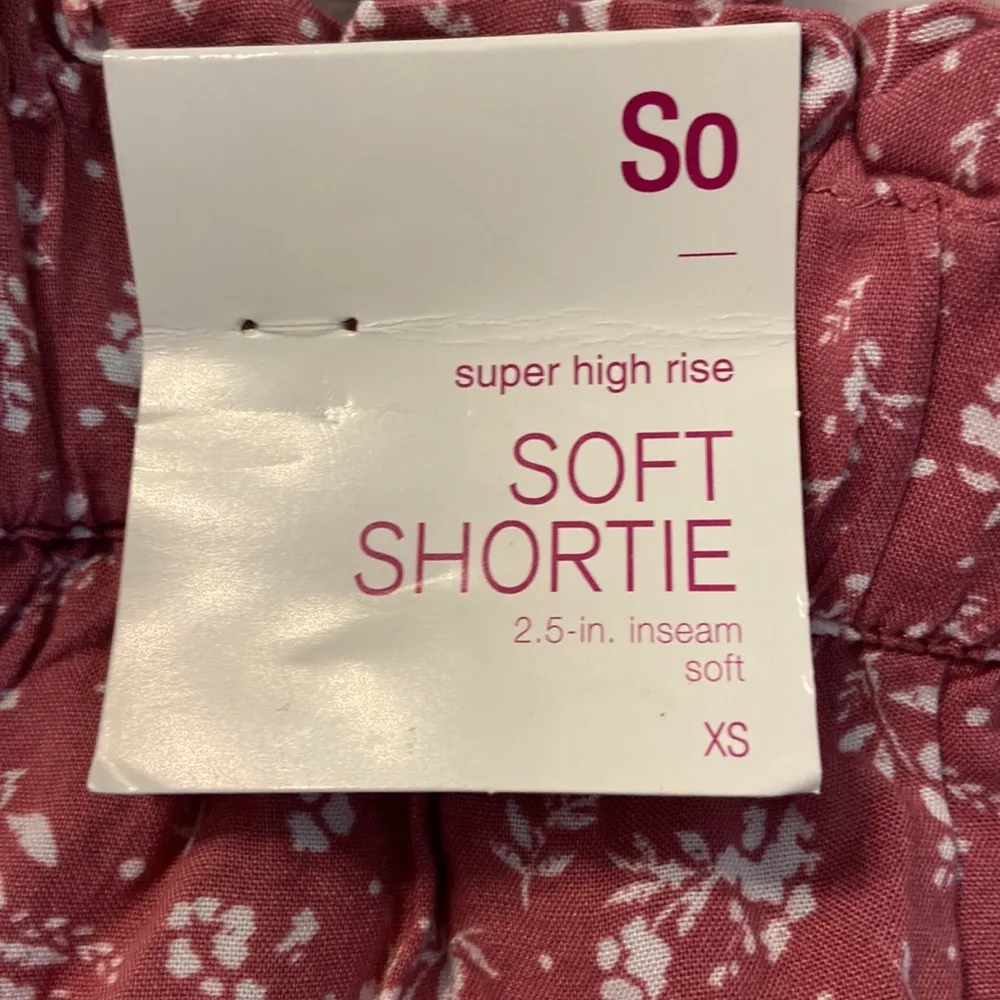 So
super high rise
SOFT
SHORTIE
2.5-in. inseam
soft
XS